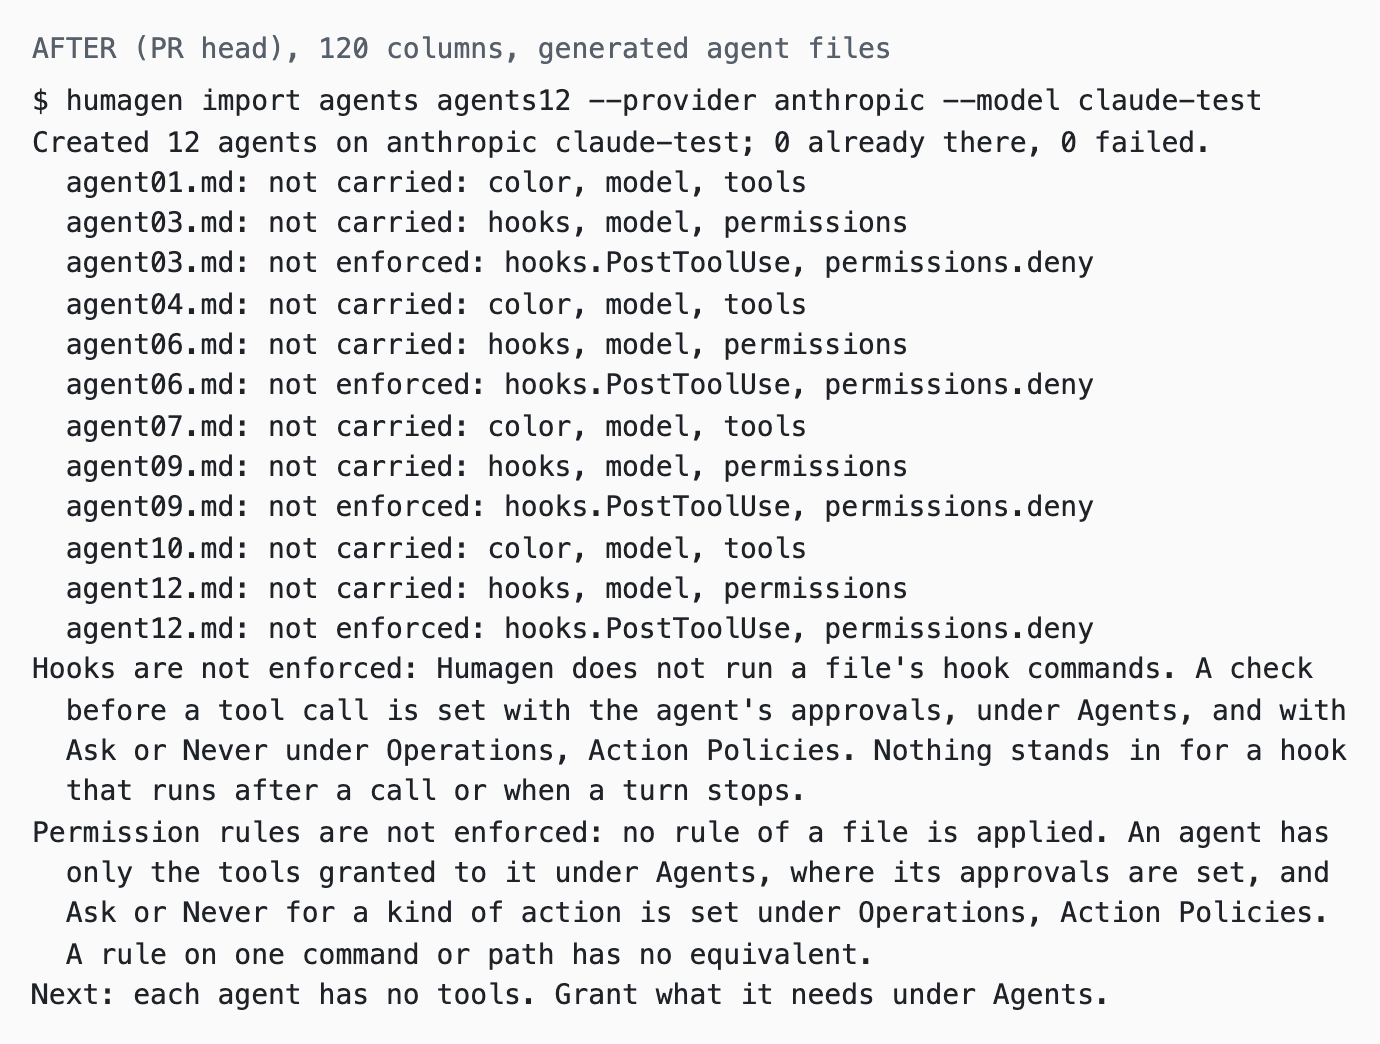 AFTER (PR head), 120 columns, generated agent files
$ humagen import agents agents12 --provider anthropic --model claude-test
Created 12 agents on anthropic claude-test; 0 already there, 0 failed.
  agent01.md: not carried: color, model, tools
  agent03.md: not carried: hooks, model, permissions
  agent03.md: not enforced: hooks.PostToolUse, permissions.deny
  agent04.md: not carried: color, model, tools
  agent06.md: not carried: hooks, model, permissions
  agent06.md: not enforced: hooks.PostToolUse, permissions.deny
  agent07.md: not carried: color, model, tools
  agent09.md: not carried: hooks, model, permissions
  agent09.md: not enforced: hooks.PostToolUse, permissions.deny
  agent10.md: not carried: color, model, tools
  agent12.md: not carried: hooks, model, permissions
  agent12.md: not enforced: hooks.PostToolUse, permissions.deny
Hooks are not enforced: Humagen does not run a file's hook commands. A check
  before a tool call is set with the agent's approvals, under Agents, and with
  Ask or Never under Operations, Action Policies. Nothing stands in for a hook
  that runs after a call or when a turn stops.
Permission rules are not enforced: no rule of a file is applied. An agent has
  only the tools granted to it under Agents, where its approvals are set, and
  Ask or Never for a kind of action is set under Operations, Action Policies.
  A rule on one command or path has no equivalent.
Next: each agent has no tools. Grant what it needs under Agents.